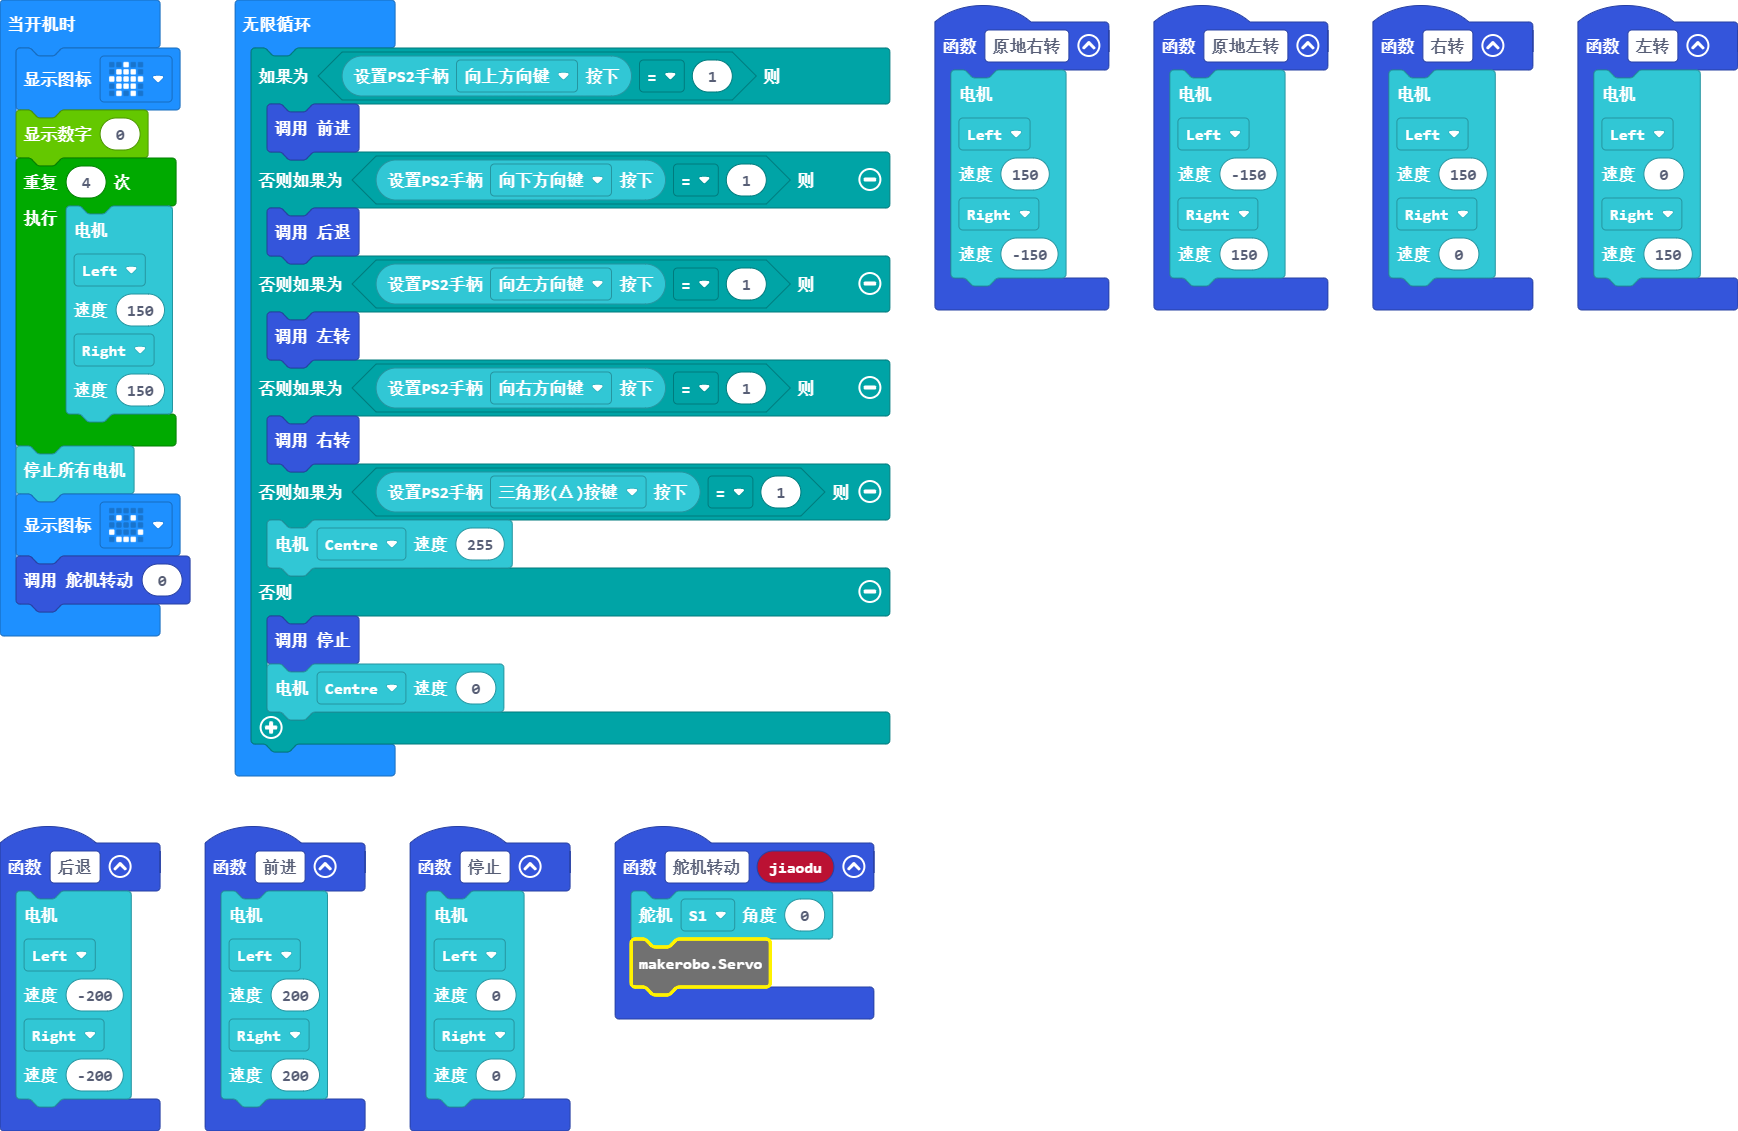 当开机时
显示图标
显示数字 0
重复 4 次
执行
电机
Left
速度 150
Right
速度 150
停止所有电机
显示图标
调用 舵机转动 0
无限循环
如果为 设置PS2手柄 向上方向键 按下 = 1 则
调用 前进
否则如果为 设置PS2手柄 向下方向键 按下 = 1 则
调用 后退
否则如果为 设置PS2手柄 向左方向键 按下 = 1 则
调用 左转
否则如果为 设置PS2手柄 向右方向键 按下 = 1 则
调用 右转
否则如果为 设置PS2手柄 三角形(Δ)按键 按下 = 1 则
电机 Centre 速度 255
否则
调用 停止
电机 Centre 速度 0
函数 原地右转
电机
Left
速度 150
Right
速度 -150
函数 原地左转
电机
Left
速度 -150
Right
速度 150
函数 右转
电机
Left
速度 150
Right
速度 0
函数 左转
电机
Left
速度 0
Right
速度 150
函数 后退
电机
Left
速度 -200
Right
速度 -200
函数 前进
电机
Left
速度 200
Right
速度 200
函数 停止
电机
Left
速度 0
Right
速度 0
函数 舵机转动 jiaodu
舵机 S1 角度 0
makerobo.Servo